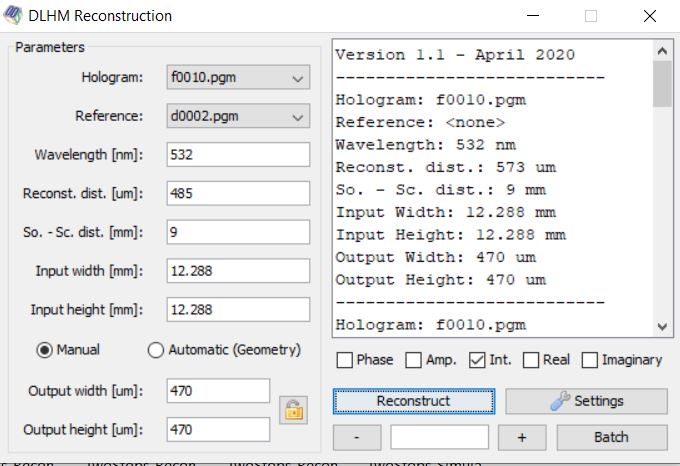 DLHM Reconstruction
Parameters
Hologram: f0010.pgm
Reference: d0002.pgm
Wavelength [nm]: 532
Reconst. dist. [um]: 485
So. - Sc. dist. [mm]: 9
Input width [mm]: 12.288
Input height [mm]: 12.288
Manual Automatic (Geometry)
Output width [um]: 470
Output height [um]: 470
Version 1.1 - April 2020
---------------------------
Hologram: f0010.pgm
Reference: <none>
Wavelength: 532 nm
Reconst. dist.: 573 um
So. - Sc. dist.: 9 mm
Input Width: 12.288 mm
Input Height: 12.288 mm
Output Width: 470 um
Output Height: 470 um
---------------------------
Hologram: f0010.pgm
Phase Amp. Int. Real Imaginary
Reconstruct Settings
- + Batch